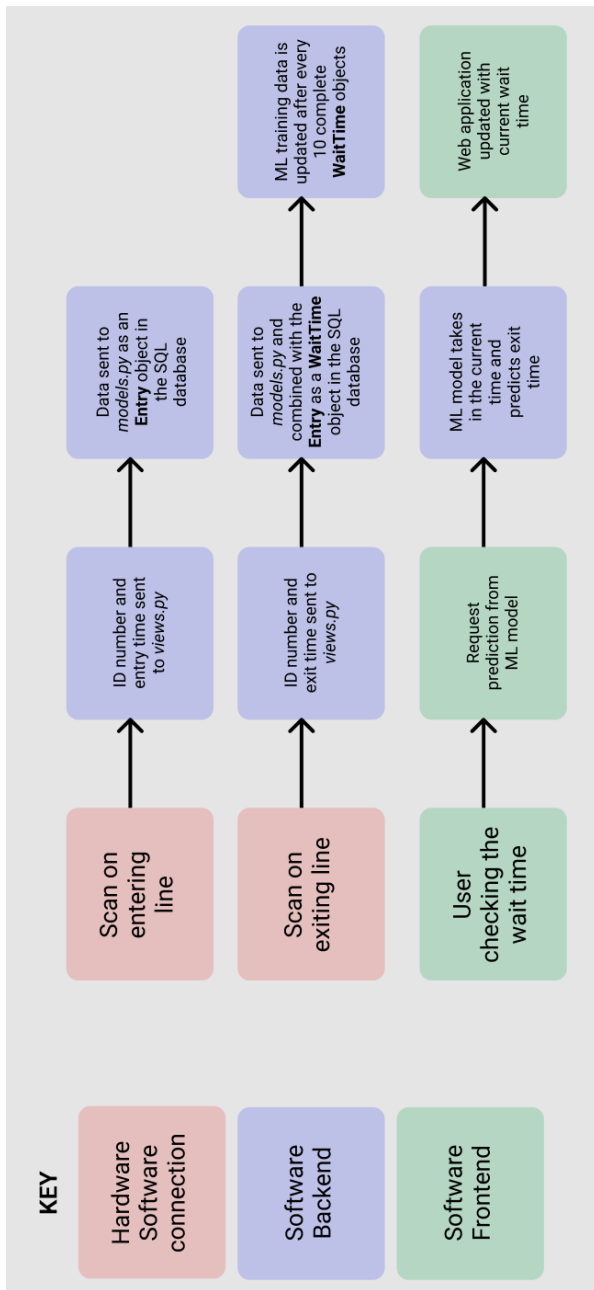 KEY
Hardware
Software
connection
Software
Backend
Software
Frontend
Scan on
entering
line
ID number and
entry time sent
to views.py
Data sent to
models.py as an
Entry object in
the SQL
database
Scan on
exiting line
ID number and
exit time sent to
views.py
Data sent to
models.py and
combined with the
Entry as a WaitTime
object in the SQL
database
ML training data is
updated after every
10 complete
WaitTime objects
User
checking the
wait time
Request
prediction from
ML model
ML model takes
in the current
time and
predicts exit
time
Web application
updated with
current wait
time